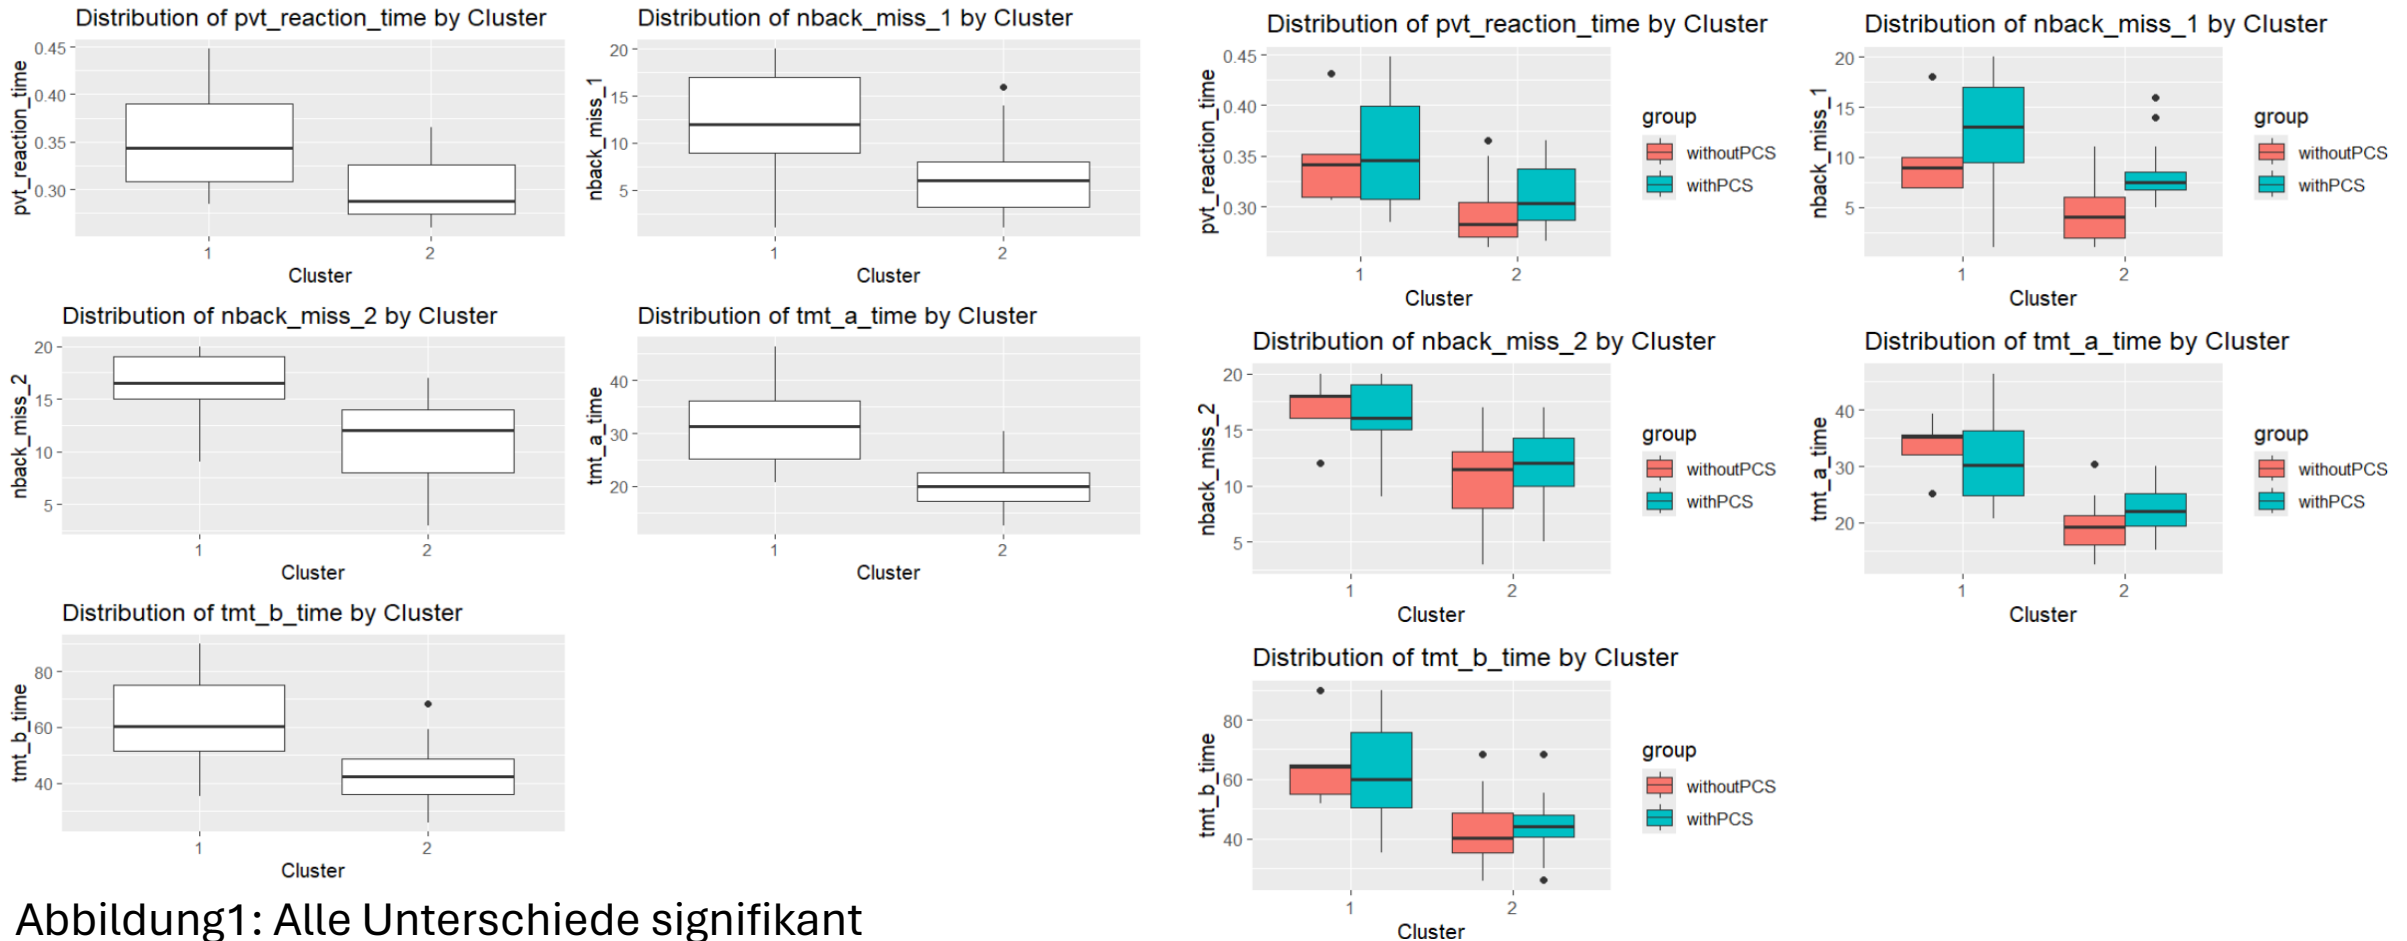 Distribution of pvt_reaction_time by Cluster
pvt_reaction_time
0.45
0.40
0.35
0.30
1
2
Cluster
Distribution of nback_miss_1 by Cluster
nback_miss_1
20
15
10
5
1
2
Cluster
Distribution of nback_miss_2 by Cluster
nback_miss_2
20
15
10
5
1
2
Cluster
Distribution of tmt_a_time by Cluster
tmt_a_time
40
30
20
1
2
Cluster
Distribution of tmt_b_time by Cluster
tmt_b_time
80
60
40
1
2
Cluster
Abbildung1: Alle Unterschiede signifikant
Distribution of pvt_reaction_time by Cluster
pvt_reaction_time
0.45
0.40
0.35
0.30
1
2
Cluster
group
withoutPCS
withPCS
Distribution of nback_miss_1 by Cluster
nback_miss_1
20
15
10
5
1
2
Cluster
group
withoutPCS
withPCS
Distribution of nback_miss_2 by Cluster
nback_miss_2
20
15
10
5
1
2
Cluster
group
withoutPCS
withPCS
Distribution of tmt_a_time by Cluster
tmt_a_time
40
30
20
1
2
Cluster
group
withoutPCS
withPCS
Distribution of tmt_b_time by Cluster
tmt_b_time
80
60
40
1
2
Cluster
group
withoutPCS
withPCS